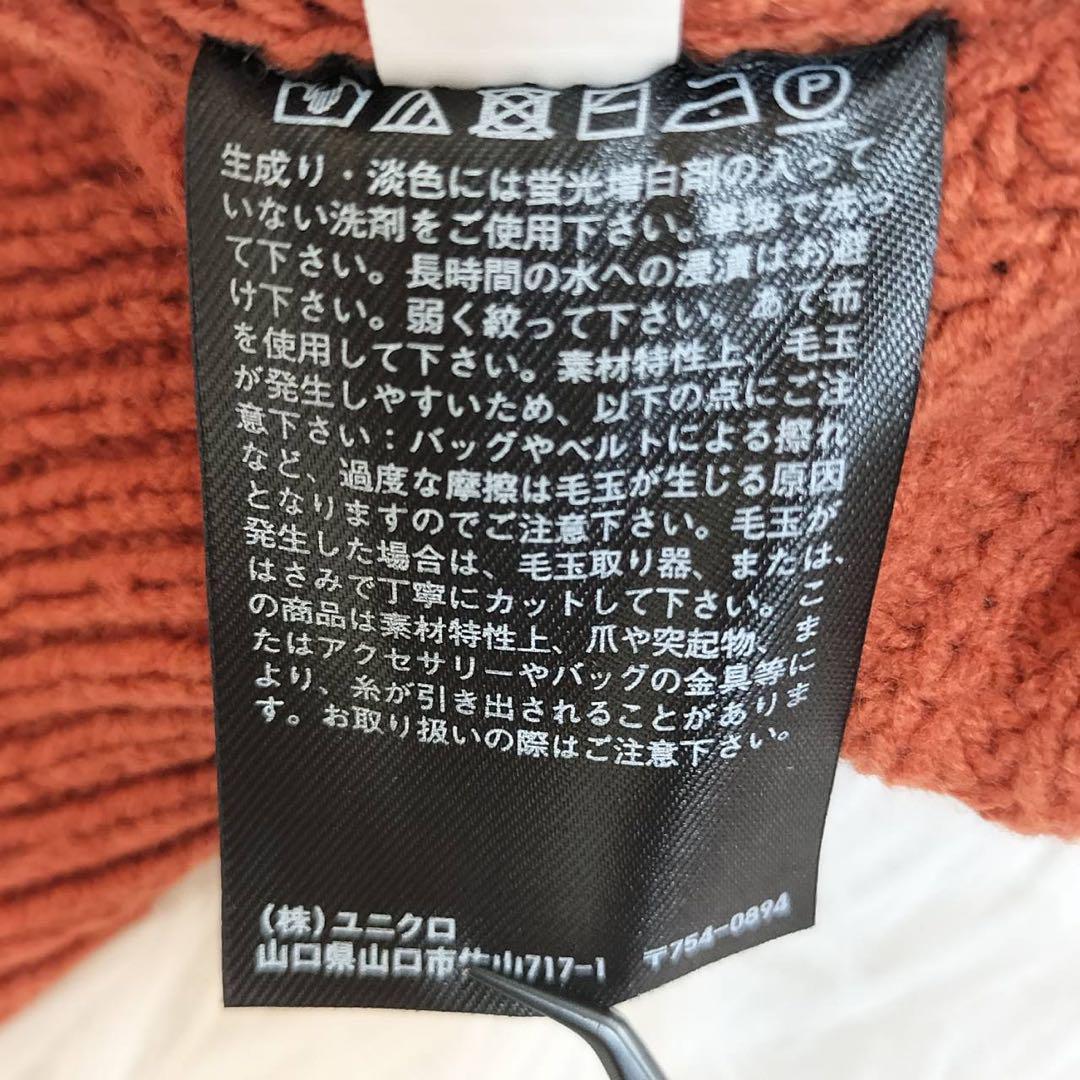 P
生成り・淡色には蛍光増白剤の入って
いない洗剤をご使用下さい。単独で洗っ
て下さい。長時間の水への浸漬はお避
け下さい。弱く絞って下さい。あて布
を使用して下さい。素材特性上、毛玉
が発生しやすいため、以下の点にご注
意下さい：バッグやベルトによる擦れ
など、過度な摩擦は毛玉が生じる原因
となりますのでご注意下さい。毛玉が
発生した場合は、毛玉取り器、または、
はさみで丁寧にカットして下さい。こ
の商品は素材特性上、爪や突起物、ま
たはアクセサリーやバッグの金具等に
より、糸が引き出されることがありま
す。お取り扱いの際はご注意下さい。
(株)ユニクロ
山口県山口市佐山717-1 〒754-0894